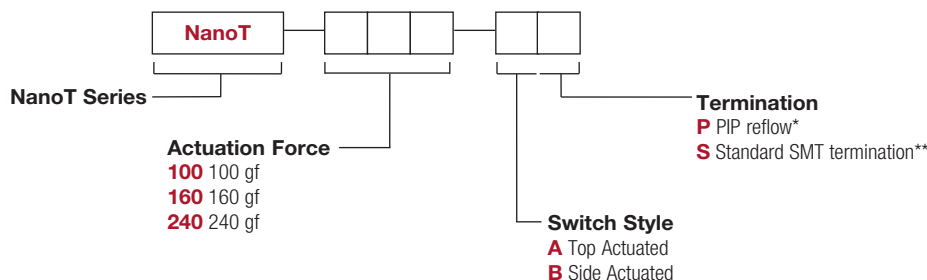 NanoT
NanoT Series
Actuation Force
100 100 gf
160 160 gf
240 240 gf
Switch Style
A Top Actuated
B Side Actuated
Termination
P PIP reflow*
S Standard SMT termination**